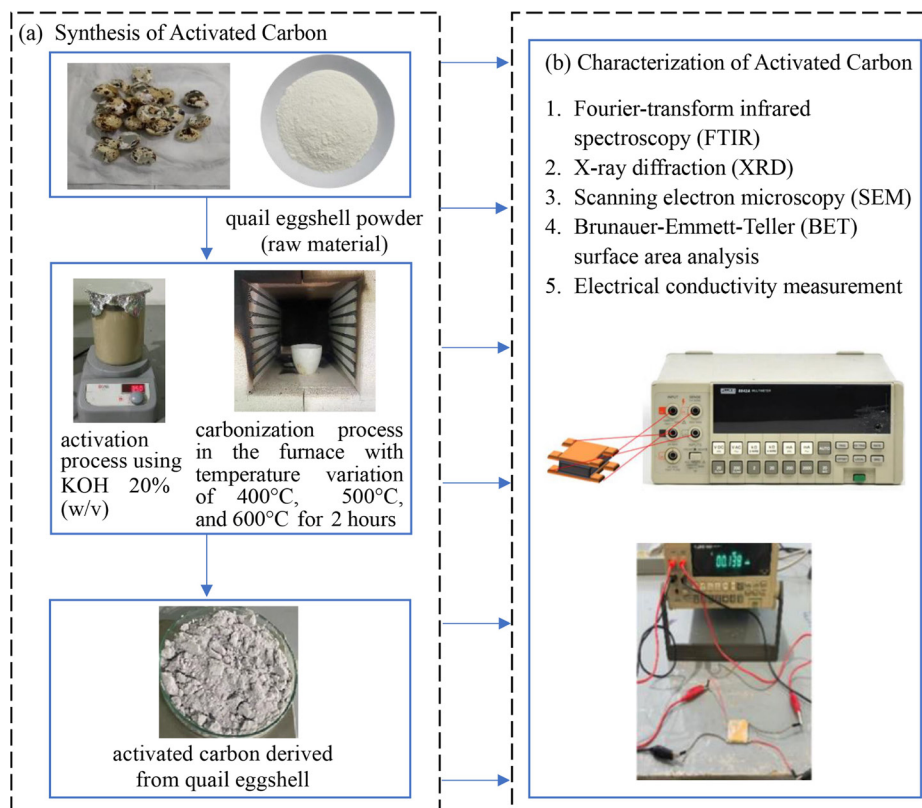 (a) Synthesis of Activated Carbon
quail eggshell powder
(raw material)
activation
process using
KOH 20%
(w/v)
carbonization process
in the furnace with
temperature variation
of 400°C, 500°C,
and 600°C for 2 hours
activated carbon derived
from quail eggshell
(b) Characterization of Activated Carbon
1. Fourier-transform infrared
spectroscopy (FTIR)
2. X-ray diffraction (XRD)
3. Scanning electron microscopy (SEM)
4. Brunauer-Emmett-Teller (BET)
surface area analysis
5. Electrical conductivity measurement
00.138